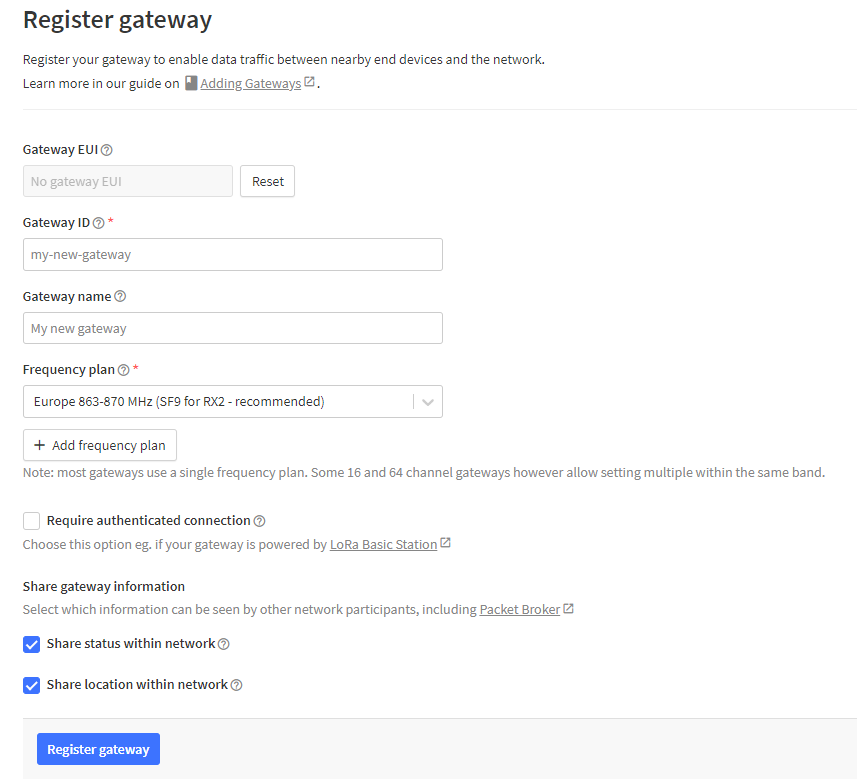 Register gateway
Register your gateway to enable data traffic between nearby end devices and the network.
Learn more in our guide on Adding Gateways.
Gateway EUI
No gateway EUI
Reset
Gateway ID *
my-new-gateway
Gateway name
My new gateway
Frequency plan *
Europe 863-870 MHz (SF9 for RX2 - recommended)
+ Add frequency plan
Note: most gateways use a single frequency plan. Some 16 and 64 channel gateways however allow setting multiple within the same band.
Require authenticated connection
Choose this option eg. if your gateway is powered by LoRa Basic Station
Share gateway information
Select which information can be seen by other network participants, including Packet Broker
Share status within network
Share location within network
Register gateway